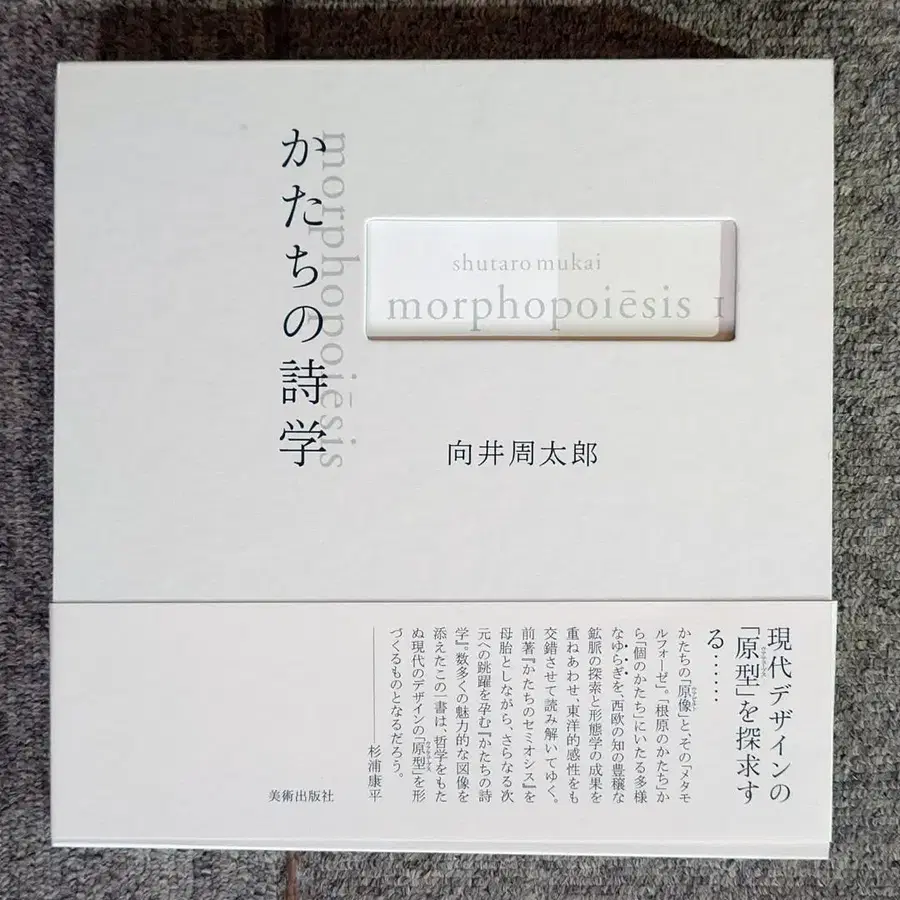 かたちの詩学
morphopoiēsis
shutaro mukai
morphopoiēsis I
向井周太郎
現代デザインの
「原型」を探求す
る……
かたちの「原像」と、その「メタモ
ルフォーゼ」。「根原のかたち」か
ら「個のかたち」にいたる多様
なゆらぎを、西欧の知の豊穣な
鉱脈の探索と形態学の成果を
重ねあわせ、東洋的感性をも
交錯させて読み解いてゆく。
前著『かたちのセミオシス』を
母胎としながら、さらなる次
元への跳躍を孕む『かたちの詩
学』。数多くの魅力的な図像を
添えたこの一書は、哲学をもた
ぬ現代のデザインの「原型」を形
づくるものとなるだろう。
――杉浦康平
美術出版社